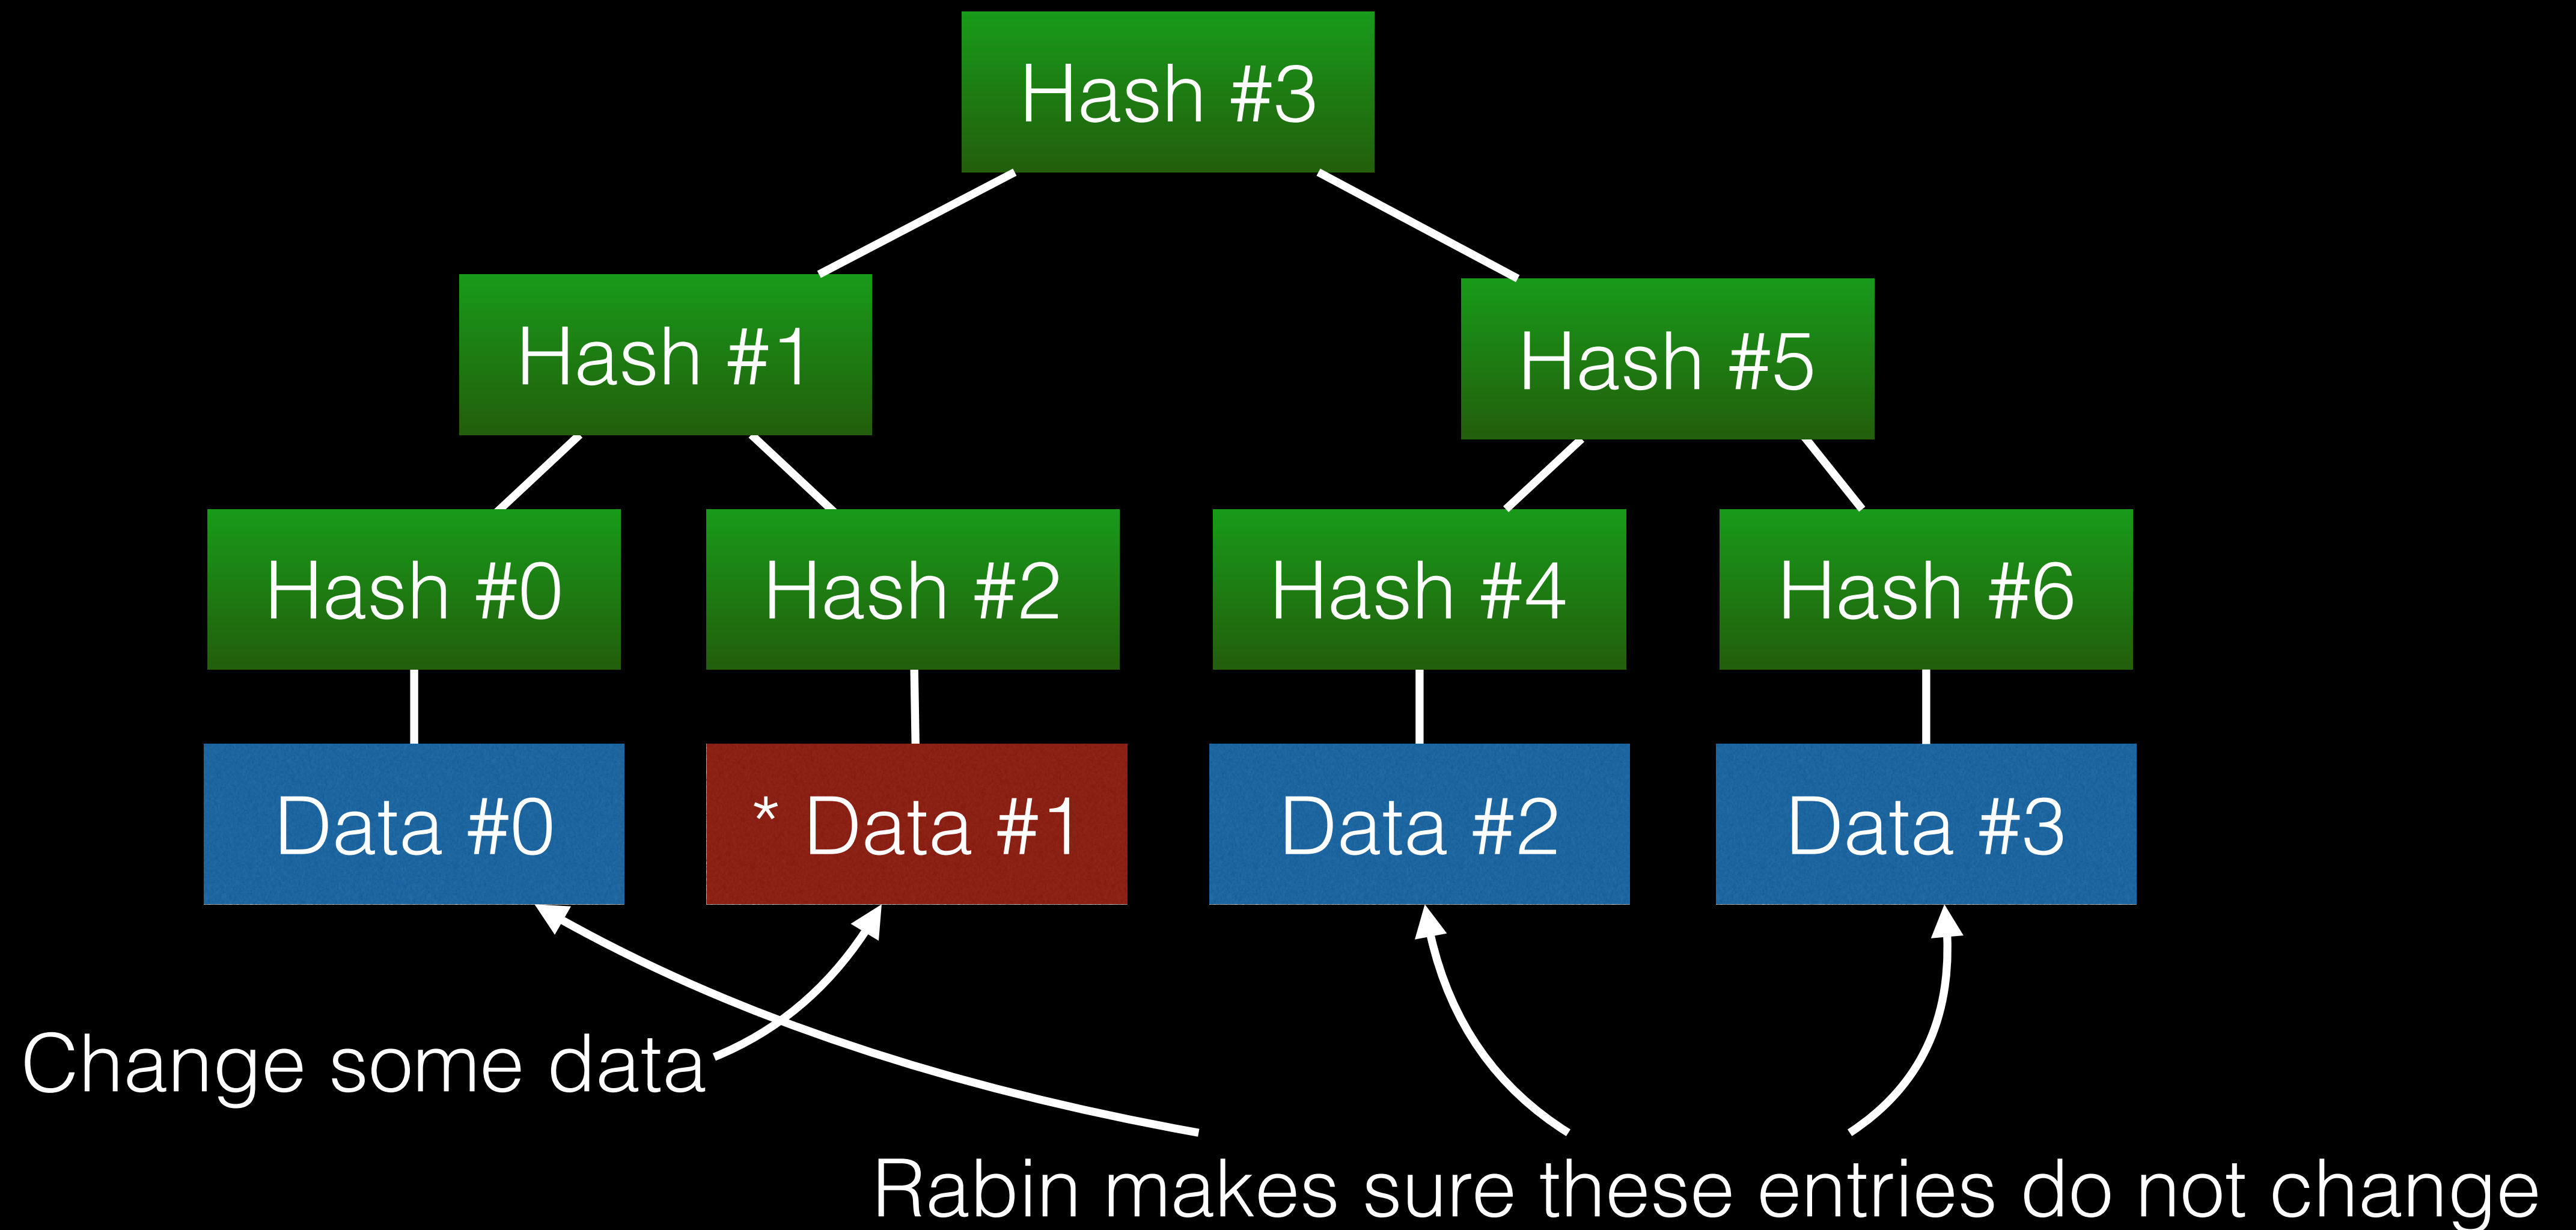 Hash #3
Hash #1
Hash #5
Hash #0
Hash #2
Hash #4
Hash #6
Data #0
* Data #1
Data #2
Data #3
Change some data
Rabin makes sure these entries do not change